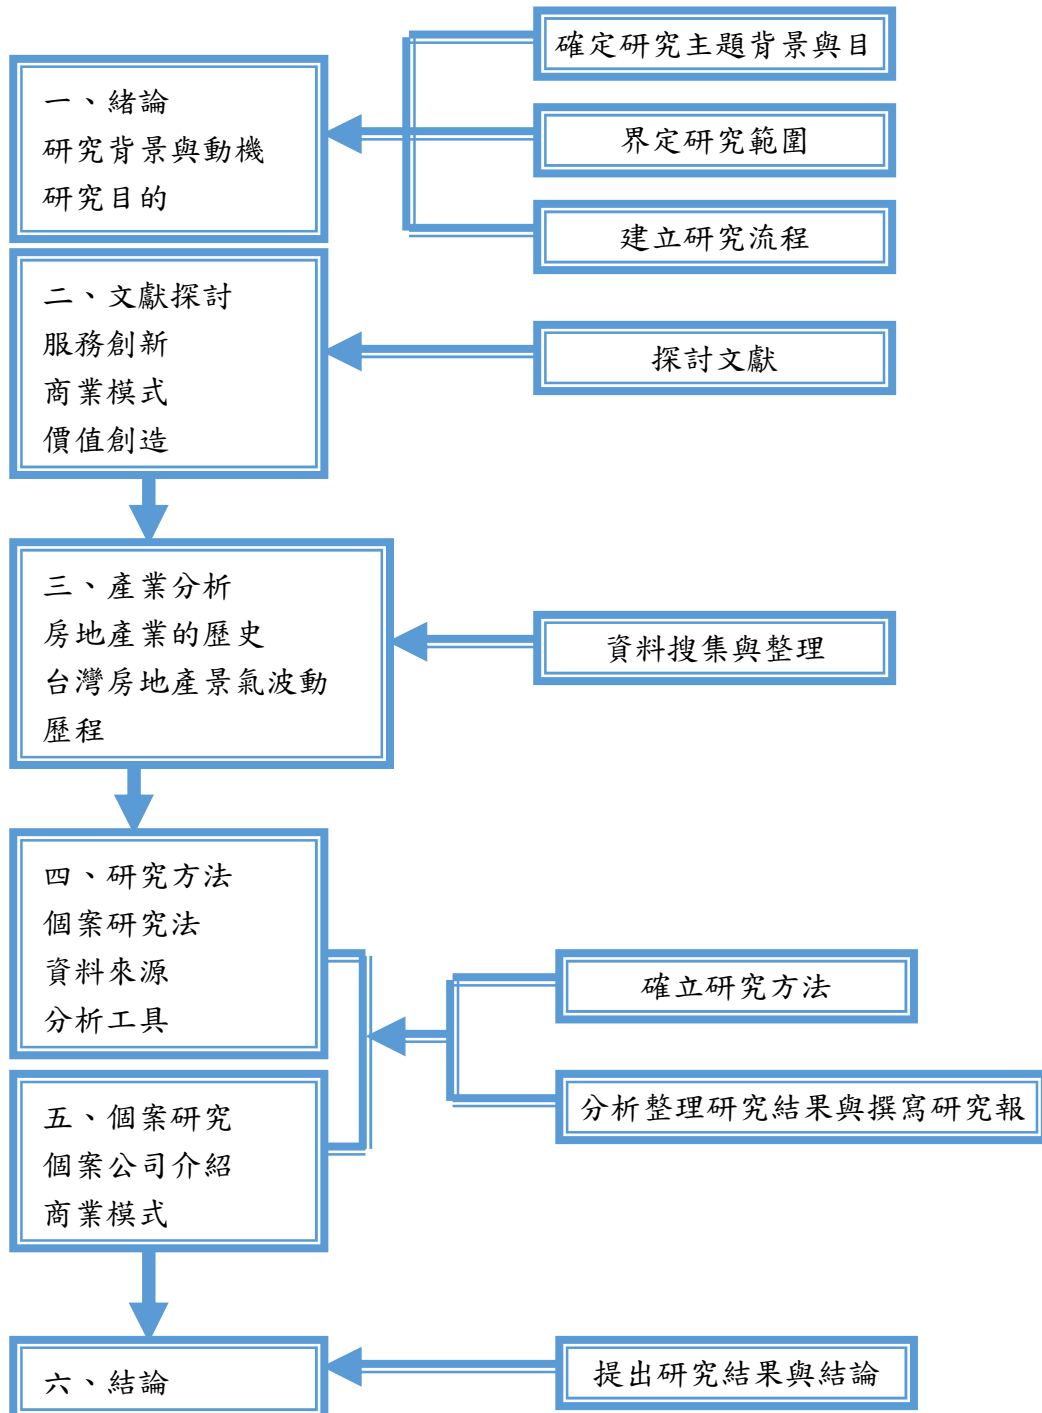 一、緒論
研究背景與動機
研究目的
確定研究主題背景與目
界定研究範圍
建立研究流程
二、文獻探討
服務創新
商業模式
價值創造
探討文獻
三、產業分析
房地產業的歷史
台灣房地產景氣波動
歷程
資料搜集與整理
四、研究方法
個案研究法
資料來源
分析工具
五、個案研究
個案公司介紹
商業模式
確立研究方法
分析整理研究結果與撰寫研究報
六、結論
提出研究結果與結論